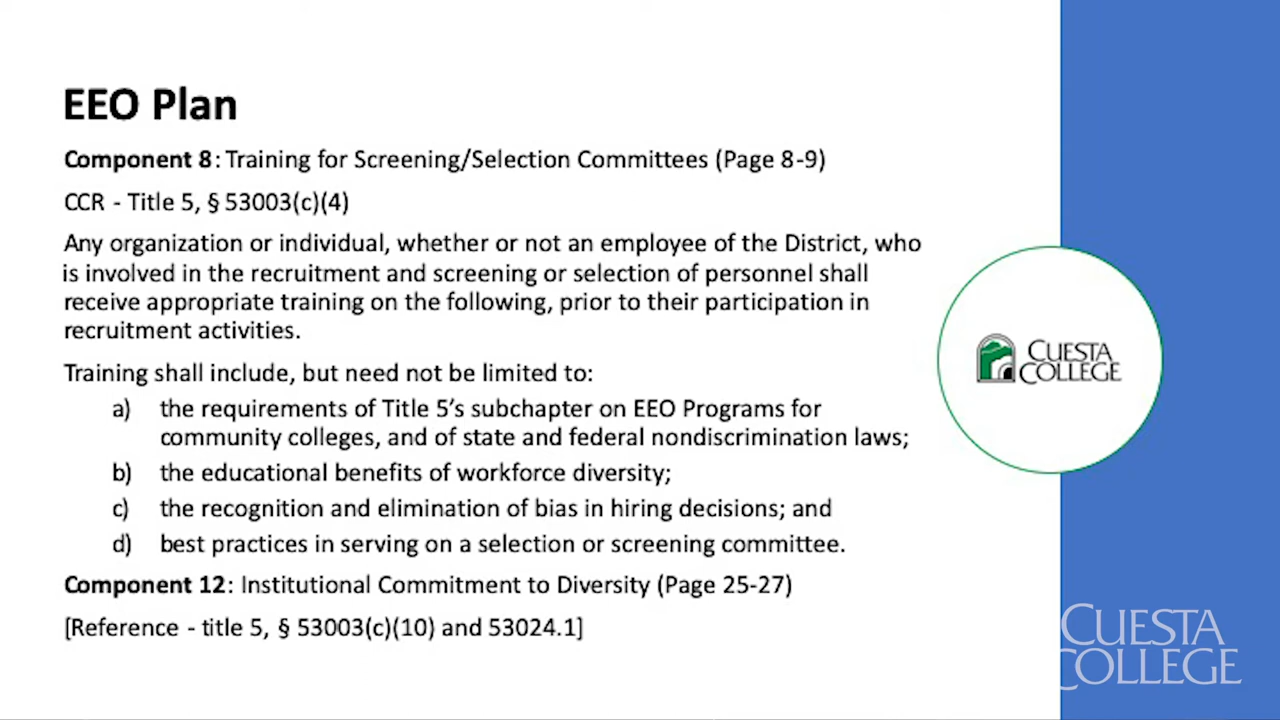 EEO Plan
Component 8: Training for Screening/Selection Committees (Page 8-9)
CCR - Title 5, § 53003(c)(4)
Any organization or individual, whether or not an employee of the District, who
is involved in the recruitment and screening or selection of personnel shall
receive appropriate training on the following, prior to their participation in
recruitment activities.
Training shall include, but need not be limited to:
a) the requirements of Title 5’s subchapter on EEO Programs for
community colleges, and of state and federal nondiscrimination laws;
b) the educational benefits of workforce diversity;
c) the recognition and elimination of bias in hiring decisions; and
d) best practices in serving on a selection or screening committee.
Component 12: Institutional Commitment to Diversity (Page 25-27)
[Reference - title 5, § 53003(c)(10) and 53024.1]
CUESTA
COLLEGE
CUESTA
COLLEGE